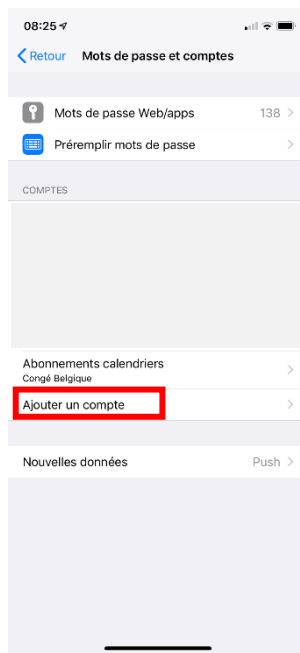 08:25
Retour Mots de passe et comptes
Mots de passe Web/apps 138
Préremplir mots de passe
COMPTES
Abonnements calendriers
Congé Belgique
Ajouter un compte
Nouvelles données Push